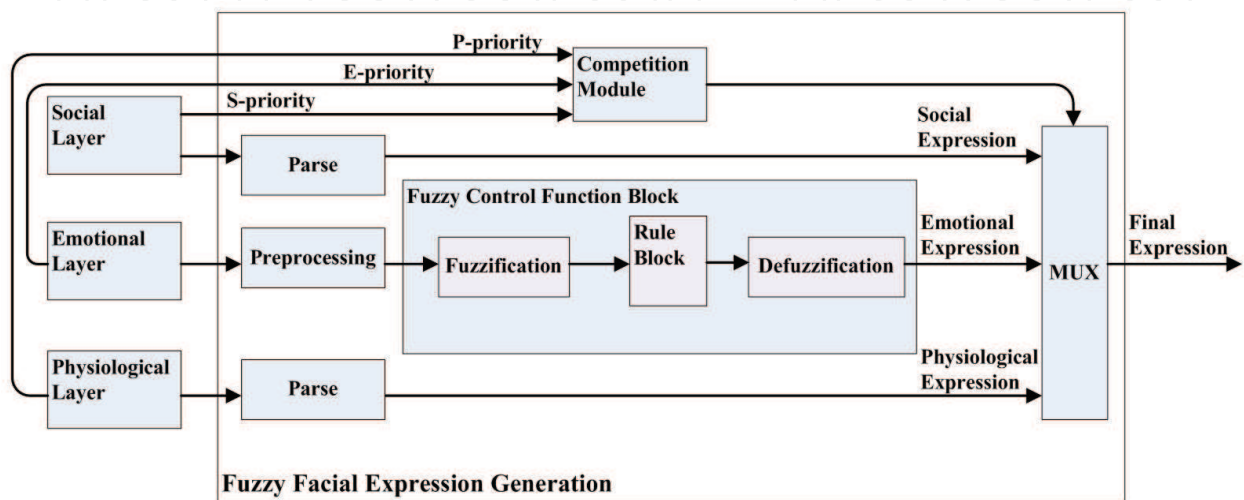 P-priority
E-priority
S-priority
Competition
Module
Social
Layer
Parse
Social
Expression
Fuzzy Control Function Block
Emotional
Layer
Preprocessing
Fuzzification
Rule
Block
Defuzzification
Emotional
Expression
MUX
Final
Expression
Physiological
Layer
Parse
Physiological
Expression
Fuzzy Facial Expression Generation